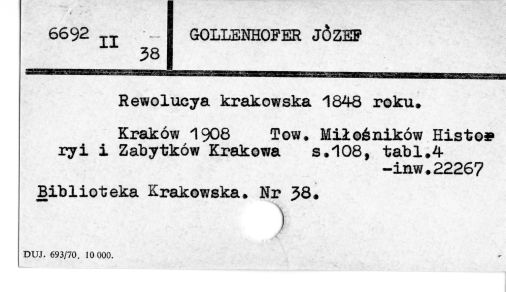 6692 II 38 GOLLENHOFER JÓZEF
Rewolucya krakowska 1848 roku.
Kraków 1908 Tow. Miłośników Histo
ryi i Zabytków Krakowa s.108, tabl.4
-inw.22267
Biblioteka Krakowska. Nr 38.
DUJ. 693/70. 10 000.